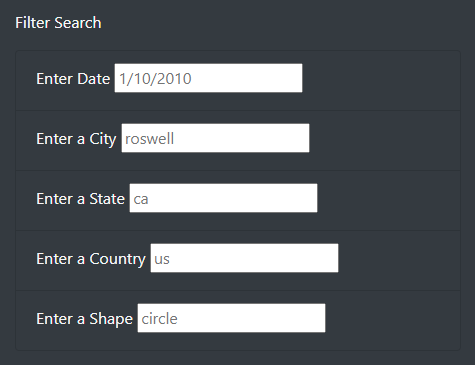 Filter Search
Enter Date 1/10/2010
Enter a City roswell
Enter a State ca
Enter a Country us
Enter a Shape circle